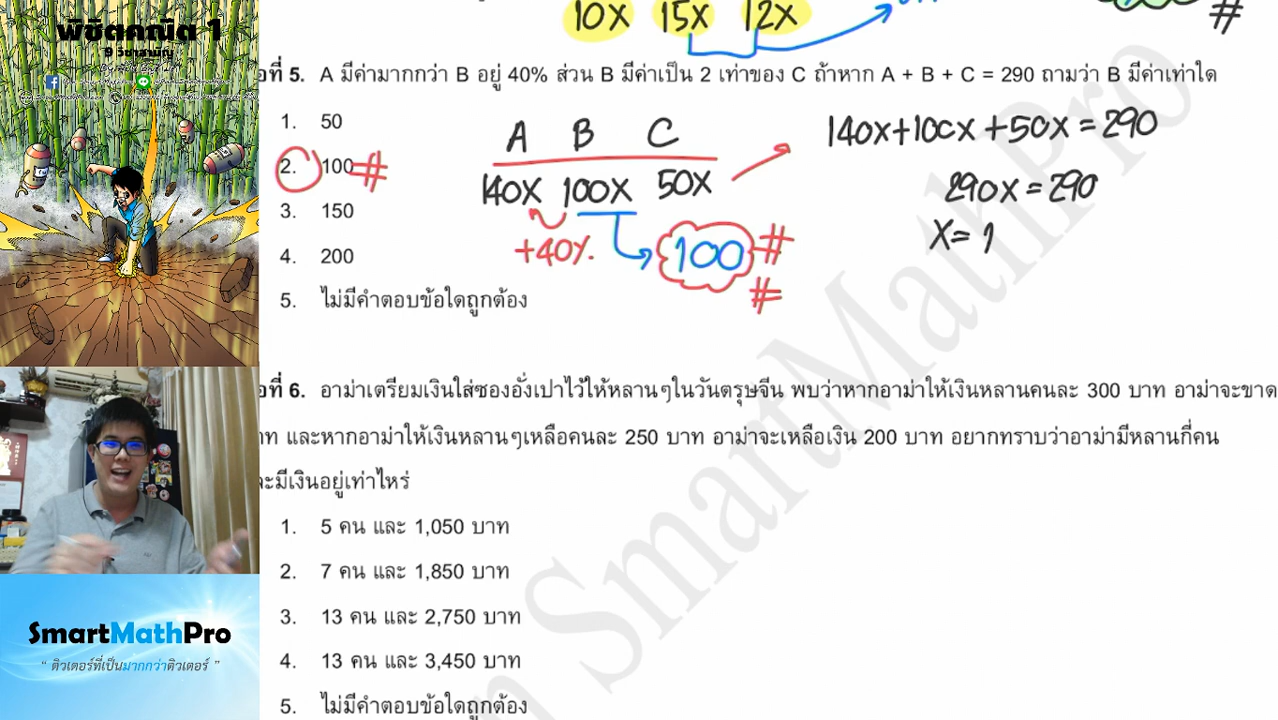 พิชิตคณิต 1
9 วิชาสามัญ
10X 15X 12X
#
อที่ 5. A มีค่ามากกว่า B อยู่ 40% ส่วน B มีค่าเป็น 2 เท่าของ C ถ้าหาก A + B + C = 290 ถามว่า B มีค่าเท่าใด
1. 50
2. 100 #
3. 150
4. 200
5. ไม่มีคำตอบข้อใดถูกต้อง
A B C
140X 100X 50X
+40%.
100 #
#
140X+100X+50X=290
290X=290
X=1
อที่ 6. อาม่าเตรียมเงินใส่ซองอั่งเปาไว้ให้หลานๆในวันตรุษจีน พบว่าหากอาม่าให้เงินหลานคนละ 300 บาท อาม่าจะขาด
าท และหากอาม่าให้เงินหลานๆเหลือคนละ 250 บาท อาม่าจะเหลือเงิน 200 บาท อยากทราบว่าอาม่ามีหลานกี่คน
ละมีเงินอยู่เท่าไหร่
1. 5 คน และ 1,050 บาท
2. 7 คน และ 1,850 บาท
3. 13 คน และ 2,750 บาท
4. 13 คน และ 3,450 บาท
5. ไม่มีคำตอบข้อใดถูกต้อง
SmartMathPro
“ ติวเตอร์ที่เป็นมากกว่าติวเตอร์ ”
SmartMathPro